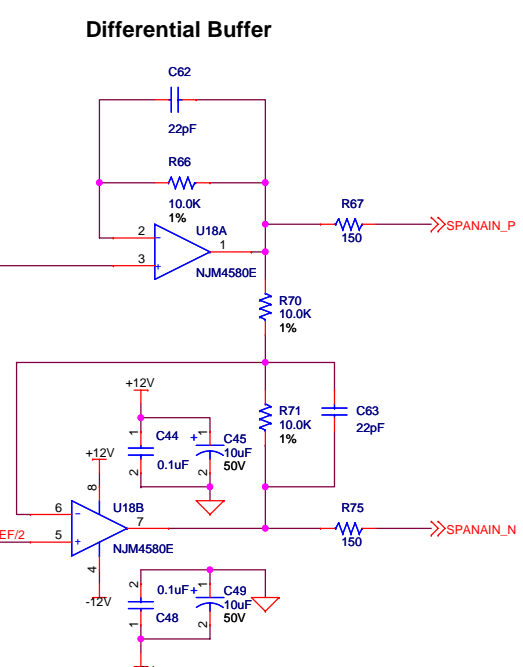 Differential Buffer
C62
22pF
R66
10.0K
1%
R67
150
SPANAIN_P
2
U18A
1
3
NJM4580E
R70
10.0K
1%
+12V
R71
10.0K
1%
C63
22pF
1
C44
2
0.1uF
+
1
C45
10uF
50V
2
+12V
8
6
U18B
7
EF/2
5
NJM4580E
4
-12V
R75
150
SPANAIN_N
2
0.1uF
1
C48
+
1
C49
10uF
50V
2